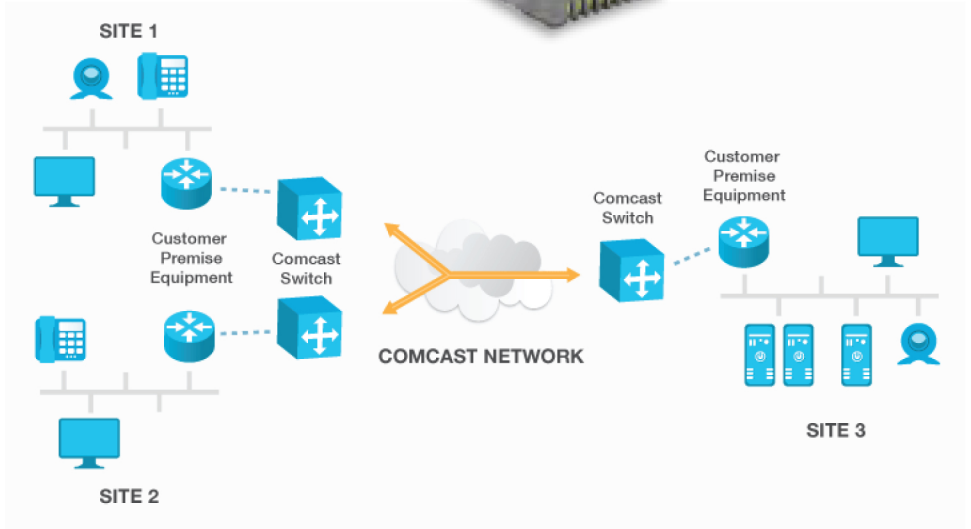 SITE 1
Customer
Premise
Equipment
Comcast
Switch
Customer
Premise
Equipment
Comcast
Switch
COMCAST NETWORK
SITE 3
SITE 2